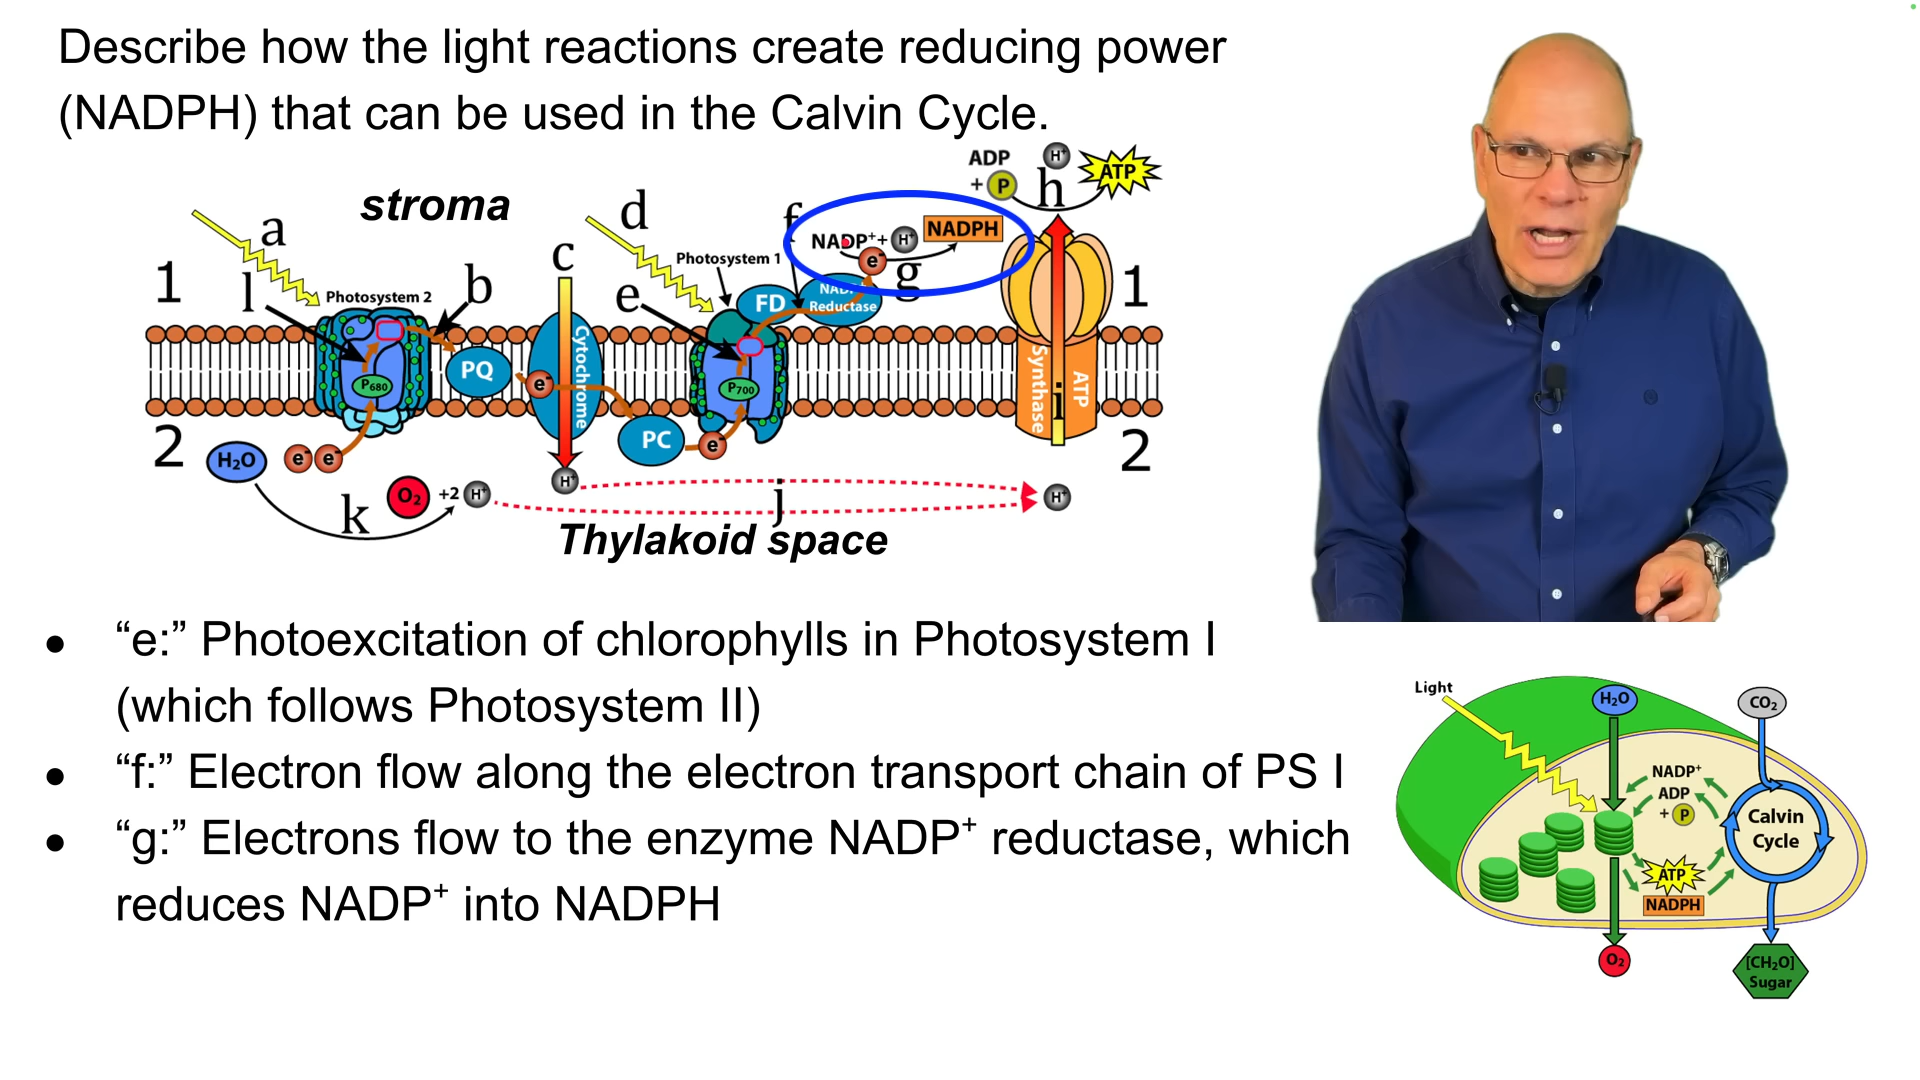 Describe how the light reactions create reducing power
(NADPH) that can be used in the Calvin Cycle.
stroma
ADP
+ P
H⁺
h
ATP
a
d
f
NADP⁺+ H⁺
NADPH
e⁻
g
1
l
Photosystem 2
b
c
e
Photosystem 1
FD
Reductase
1
P680
PQ
e⁻
Cytochrome
P700
PC
e⁻
ATP
Synthase
i
2
H₂O
e⁻ e⁻
k
O₂ +2 H⁺
H⁺
j
H⁺
2
Thylakoid space
● “e:” Photoexcitation of chlorophylls in Photosystem I
(which follows Photosystem II)
● “f:” Electron flow along the electron transport chain of PS I
● “g:” Electrons flow to the enzyme NADP⁺ reductase, which
reduces NADP⁺ into NADPH
Light
H₂O
CO₂
NADP⁺
ADP
+ P
Calvin
Cycle
ATP
NADPH
O₂
[CH₂O]
Sugar